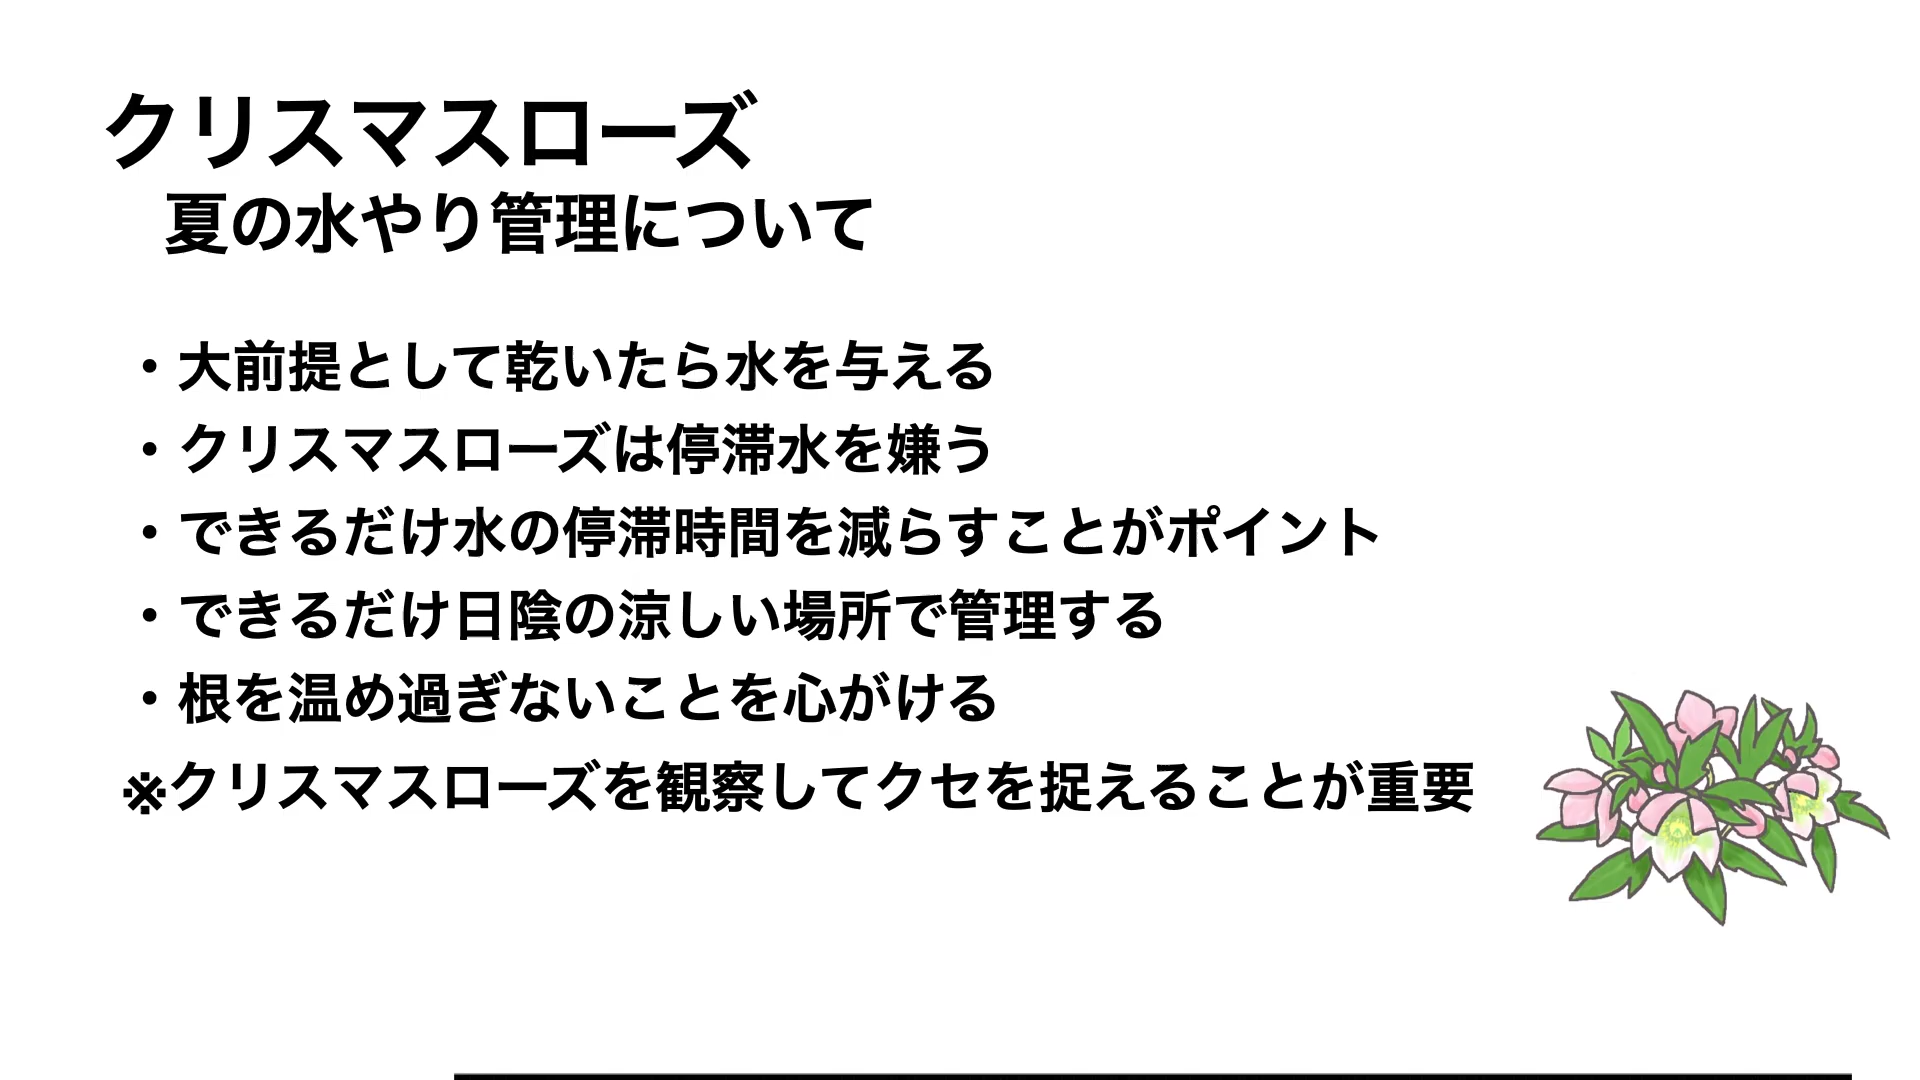 クリスマスローズ
夏の水やり管理について
・大前提として乾いたら水を与える
・クリスマスローズは停滞水を嫌う
・できるだけ水の停滞時間を減らすことがポイント
・できるだけ日陰の涼しい場所で管理する
・根を温め過ぎないことを心がける
※クリスマスローズを観察してクセを捉えることが重要